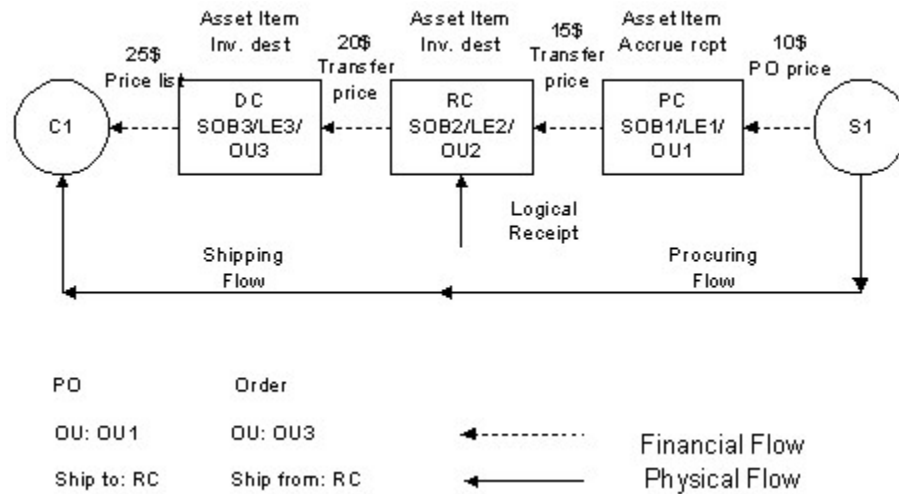 Asset Item
Inv. dest
Asset Item
Inv. dest
Asset Item
Accrue rcpt
25$
Price list
20$
Transfer
price
15$
Transfer
price
10$
PO price
C1
DC
SOB3/LE3/
OU3
RC
SOB2/LE2/
OU2
PC
SOB1/LE1/
OU1
S1
Logical
Receipt
Shipping
Flow
Procuring
Flow
PO
Order
OU: OU1
OU: OU3
Financial Flow
Ship to: RC
Ship from: RC
Physical Flow